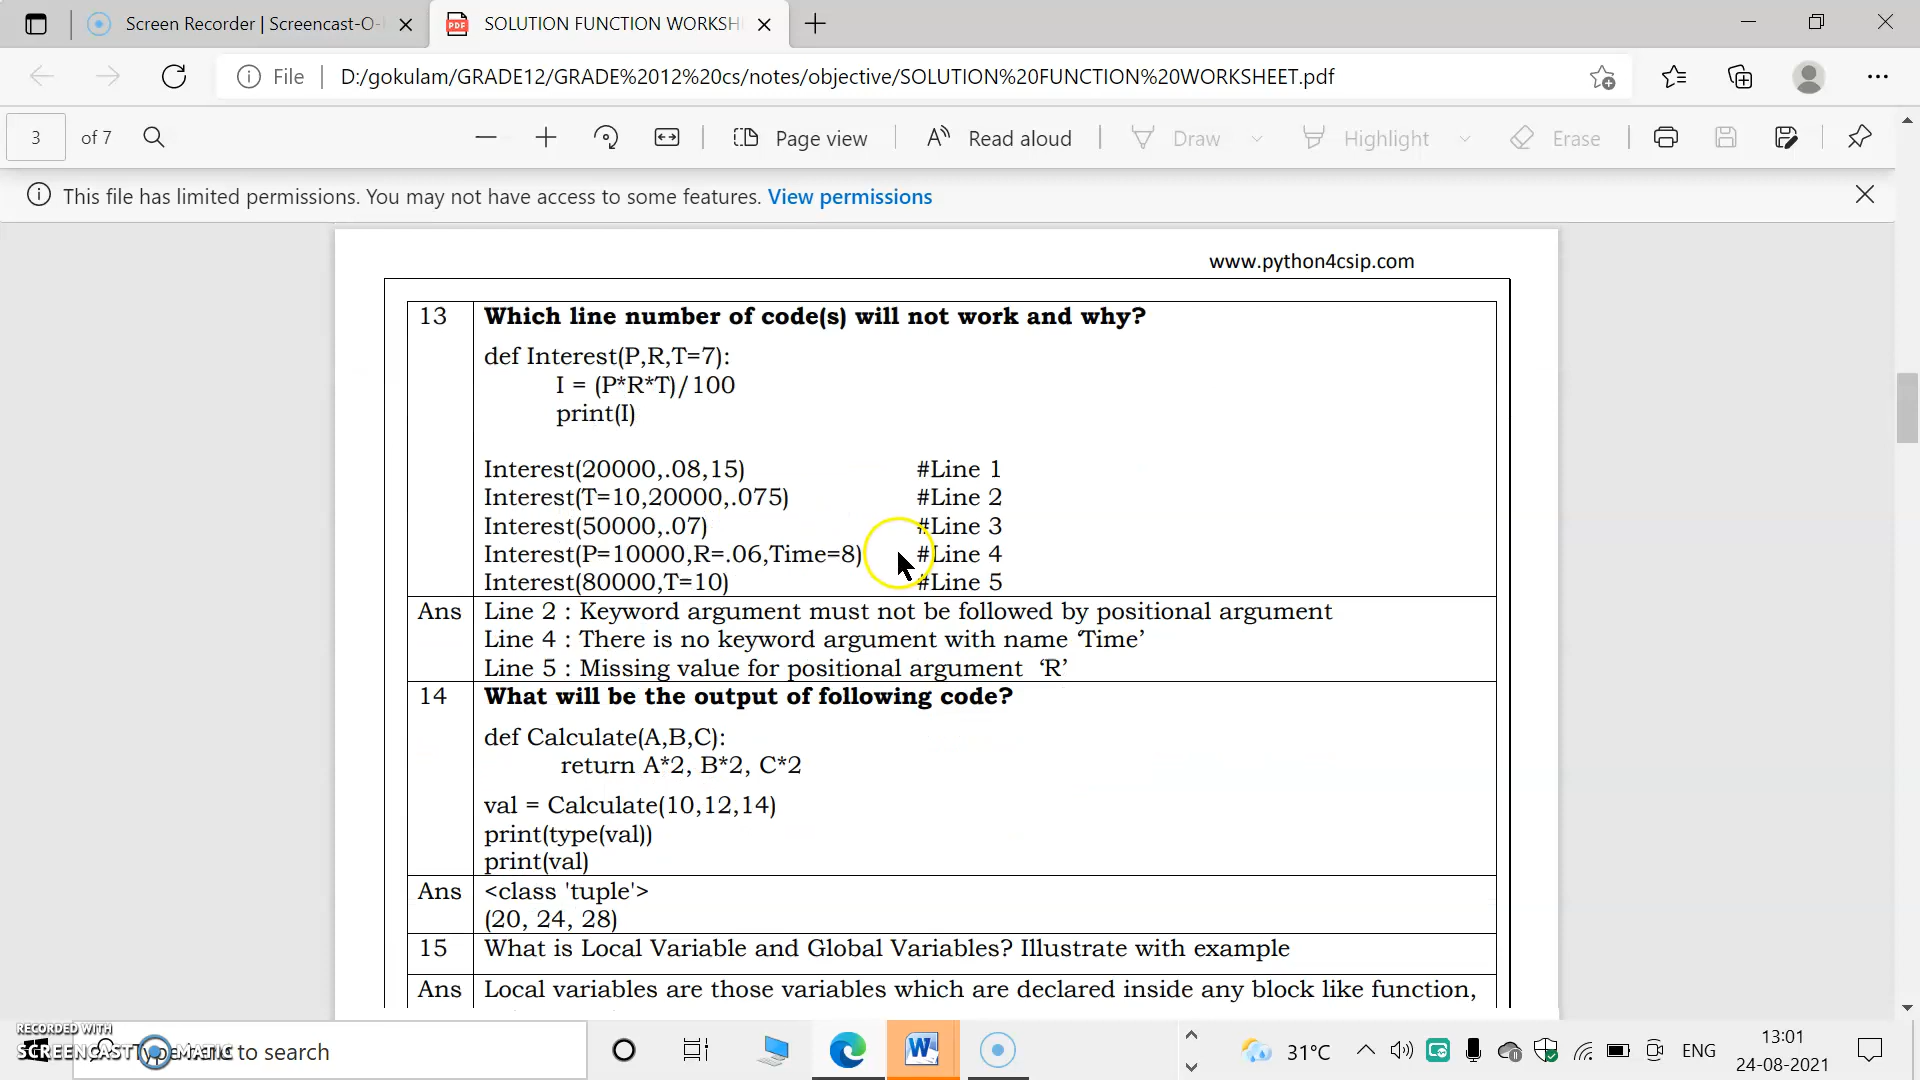 Screen Recorder | Screencast-O-
SOLUTION FUNCTION WORKSH
File
D:/gokulam/GRADE12/GRADE%2012%20cs/notes/objective/SOLUTION%20FUNCTION%20WORKSHEET.pdf
3 of 7
Page view
Read aloud
Draw
Highlight
Erase
This file has limited permissions. You may not have access to some features. View permissions
www.python4csip.com
13 Which line number of code(s) will not work and why?
def Interest(P,R,T=7):
I = (P*R*T)/100
print(I)
Interest(20000,.08,15) #Line 1
Interest(T=10,20000,.075) #Line 2
Interest(50000,.07) #Line 3
Interest(P=10000,R=.06,Time=8) #Line 4
Interest(80000,T=10) #Line 5
Ans Line 2 : Keyword argument must not be followed by positional argument
Line 4 : There is no keyword argument with name ‘Time’
Line 5 : Missing value for positional argument ‘R’
14 What will be the output of following code?
def Calculate(A,B,C):
return A*2, B*2, C*2
val = Calculate(10,12,14)
print(type(val))
print(val)
Ans <class 'tuple'>
(20, 24, 28)
15 What is Local Variable and Global Variables? Illustrate with example
Ans Local variables are those variables which are declared inside any block like function,
RECORDED WITH
SCREENCAST MATIC
to search
31°C
ENG
13:01
24-08-2021